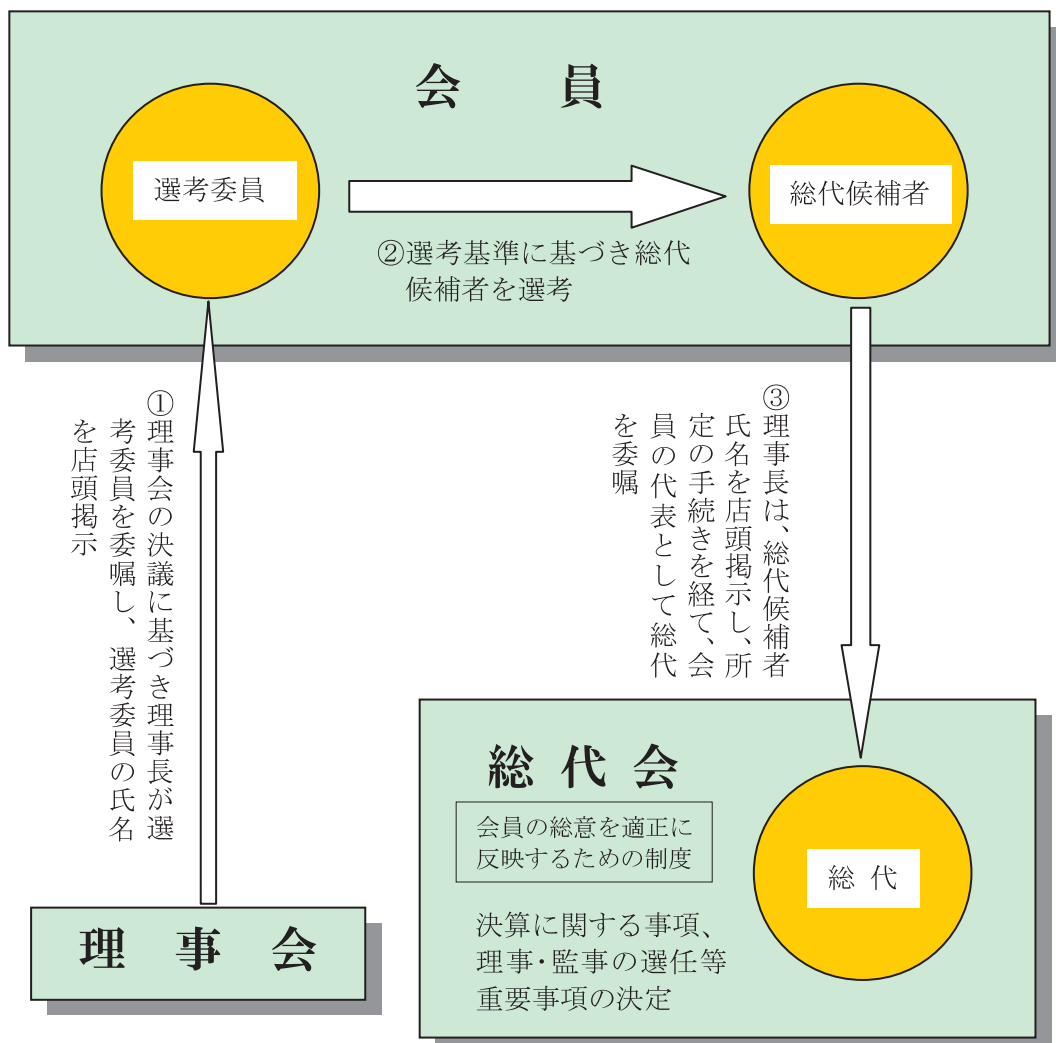 会員
選考委員
総代候補者
②選考基準に基づき総代
候補者を選考
①理事会の決議に基づき理事長が選
考委員を委嘱し、選考委員の氏名
を店頭掲示
③理事長は、総代候補者
氏名を店頭掲示し、所
定の手続きを経て、会
員の代表として総代
を委嘱
理事会
総代会
会員の総意を適正に
反映するための制度
決算に関する事項、
理事・監事の選任等
重要事項の決定
総代